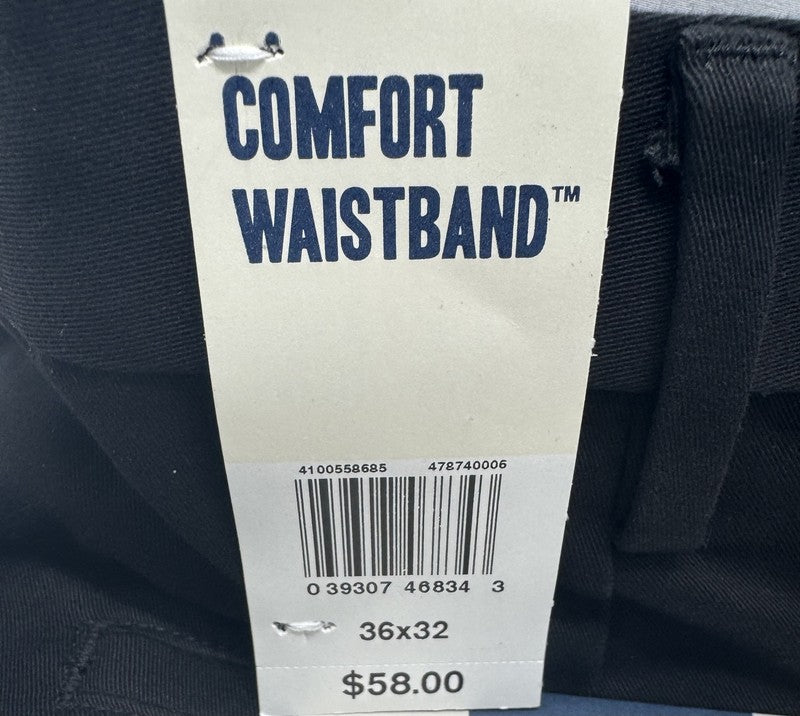 COMFORT
WAISTBAND™
4100558685 478740006
0 39307 46834 3
36x32
$58.00